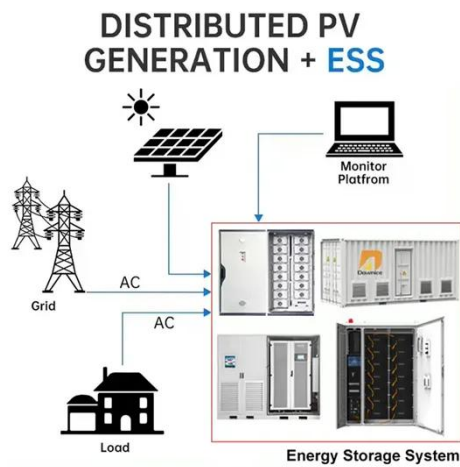 DISTRIBUTED PV
GENERATION + ESS
Monitor
Platfrom
Grid
AC
AC
Load
Energy Storage System